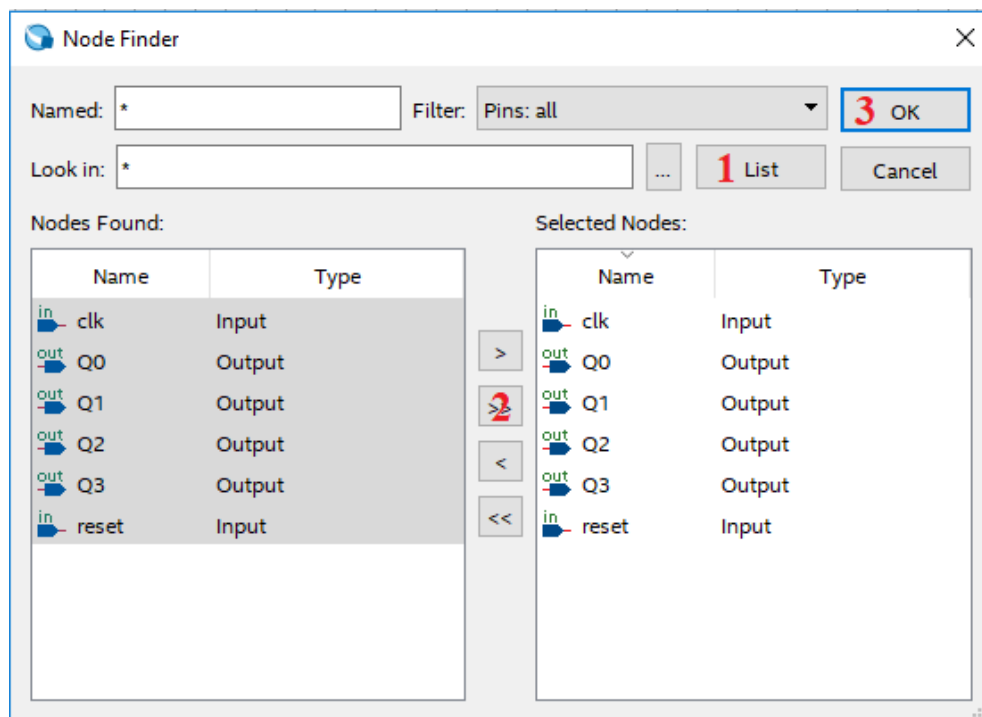 Node Finder
Named: * Filter: Pins: all 3 OK
Look in: * ... 1 List Cancel
Nodes Found: Selected Nodes:
Name Type Name Type
in clk Input in clk Input
out Q0 Output out Q0 Output
> 
out Q1 Output >> 2 out Q1 Output
out Q2 Output out Q2 Output
<
out Q3 Output out Q3 Output
in reset Input << in reset Input